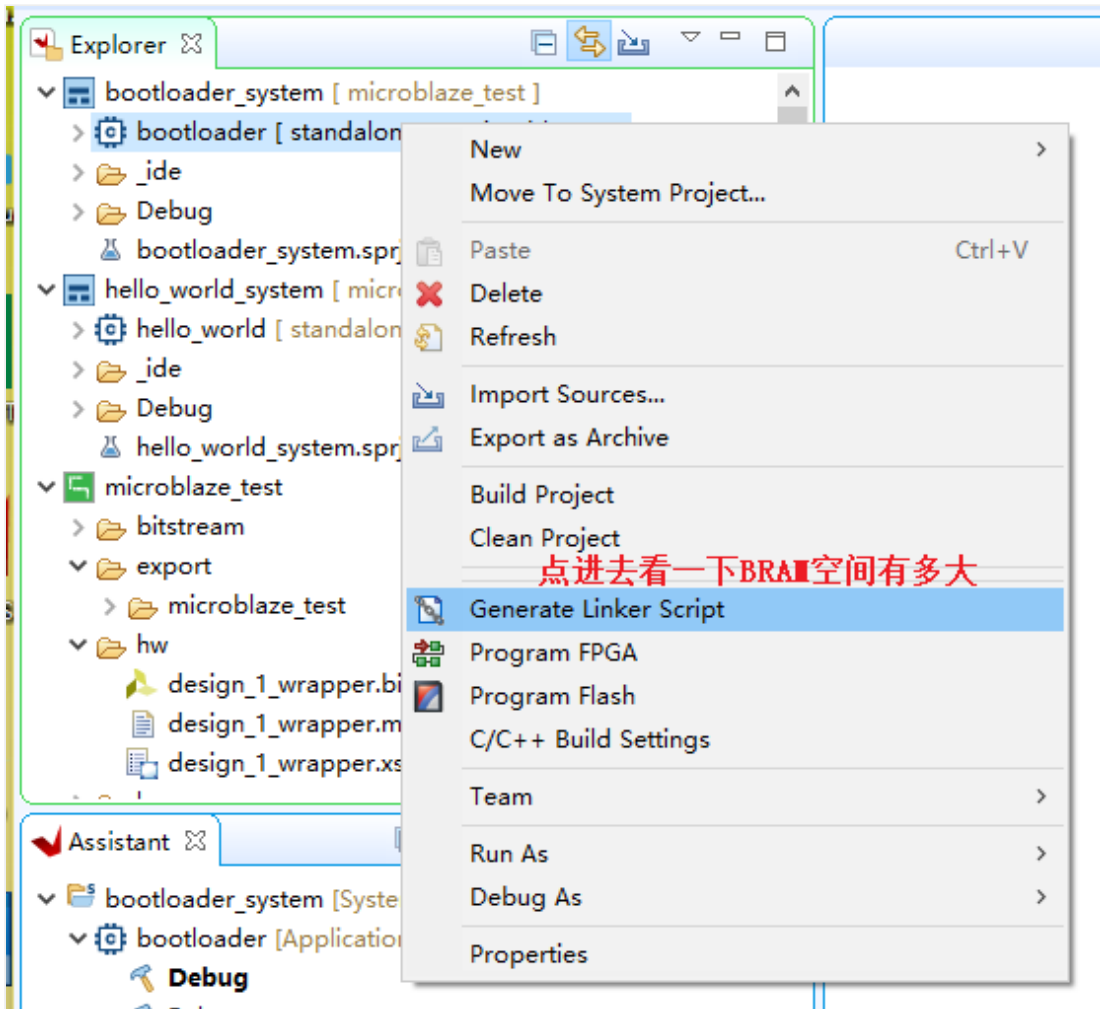 Explorer
bootloader_system [ microblaze_test ]
bootloader [ standalon
_ide
Debug
bootloader_system.sprj
hello_world_system [ micr
hello_world [ standalon
_ide
Debug
hello_world_system.sprj
microblaze_test
bitstream
export
microblaze_test
hw
design_1_wrapper.bi
design_1_wrapper.m
design_1_wrapper.xs
New
Move To System Project...
Paste Ctrl+V
Delete
Refresh
Import Sources...
Export as Archive
Build Project
Clean Project
点进去看一下BRAM空间有多大
Generate Linker Script
Program FPGA
Program Flash
C/C++ Build Settings
Team
Run As
Debug As
Properties
Assistant
bootloader_system [Syste
bootloader [Applicatio
Debug